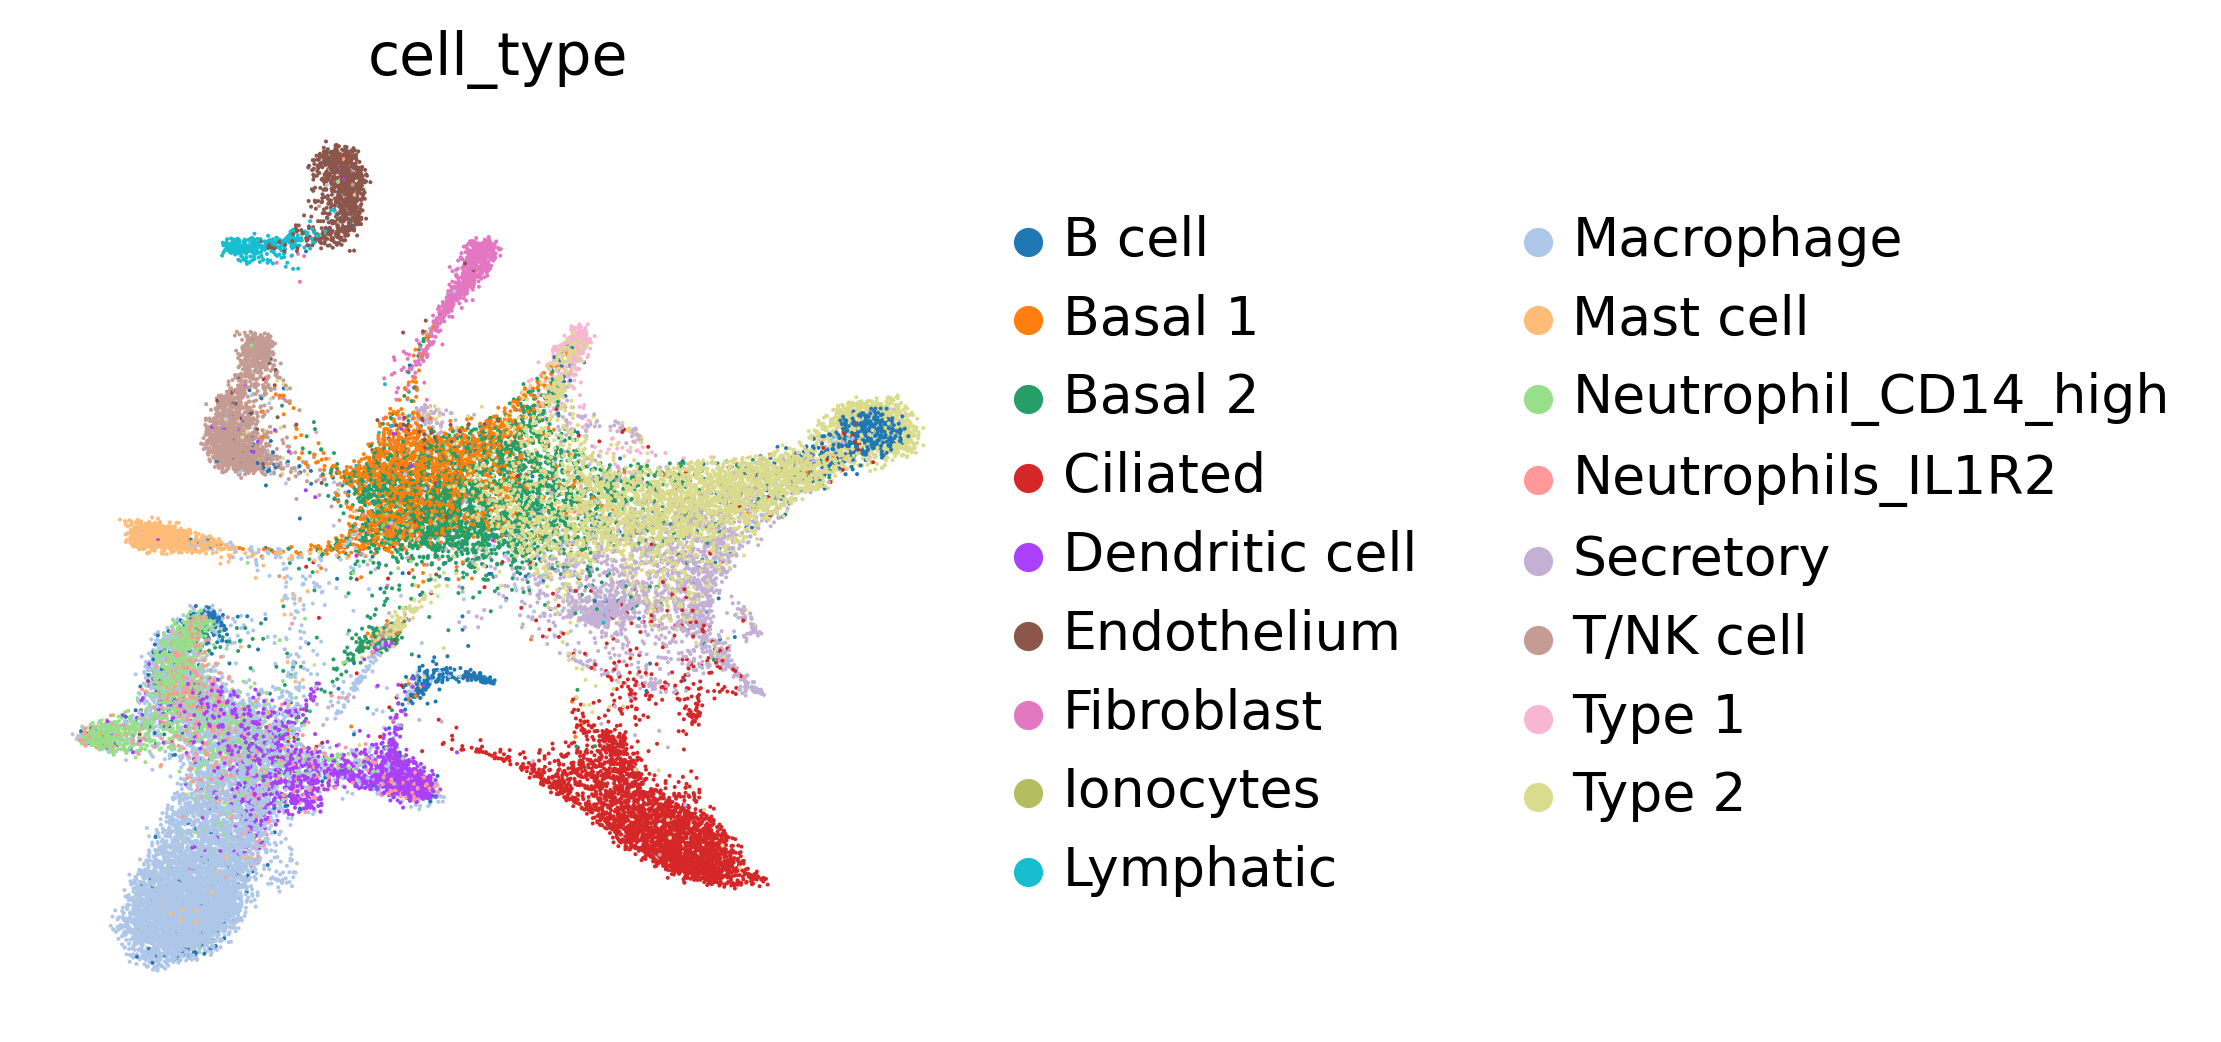 cell_type
B cell
Basal 1
Basal 2
Ciliated
Dendritic cell
Endothelium
Fibroblast
Ionocytes
Lymphatic
Macrophage
Mast cell
Neutrophil_CD14_high
Neutrophils_IL1R2
Secretory
T/NK cell
Type 1
Type 2